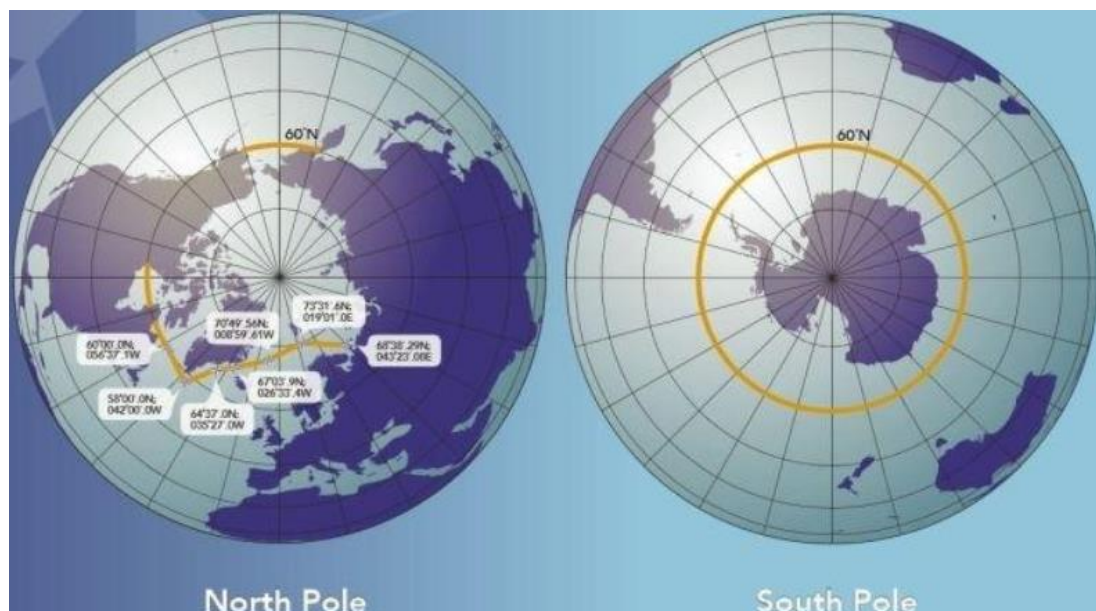 60°N
60°N
73°31'.6N;
019°01'.0E
70°49'.56N;
008°59'.61W
68°38'.29N;
043°23'.08E
60°00'.0N;
056°37'.1W
67°03'.9N;
026°33'.4W
58°00'.0N;
042°00'.0W
64°37'.0N;
035°27'.0W
North Pole
South Pole